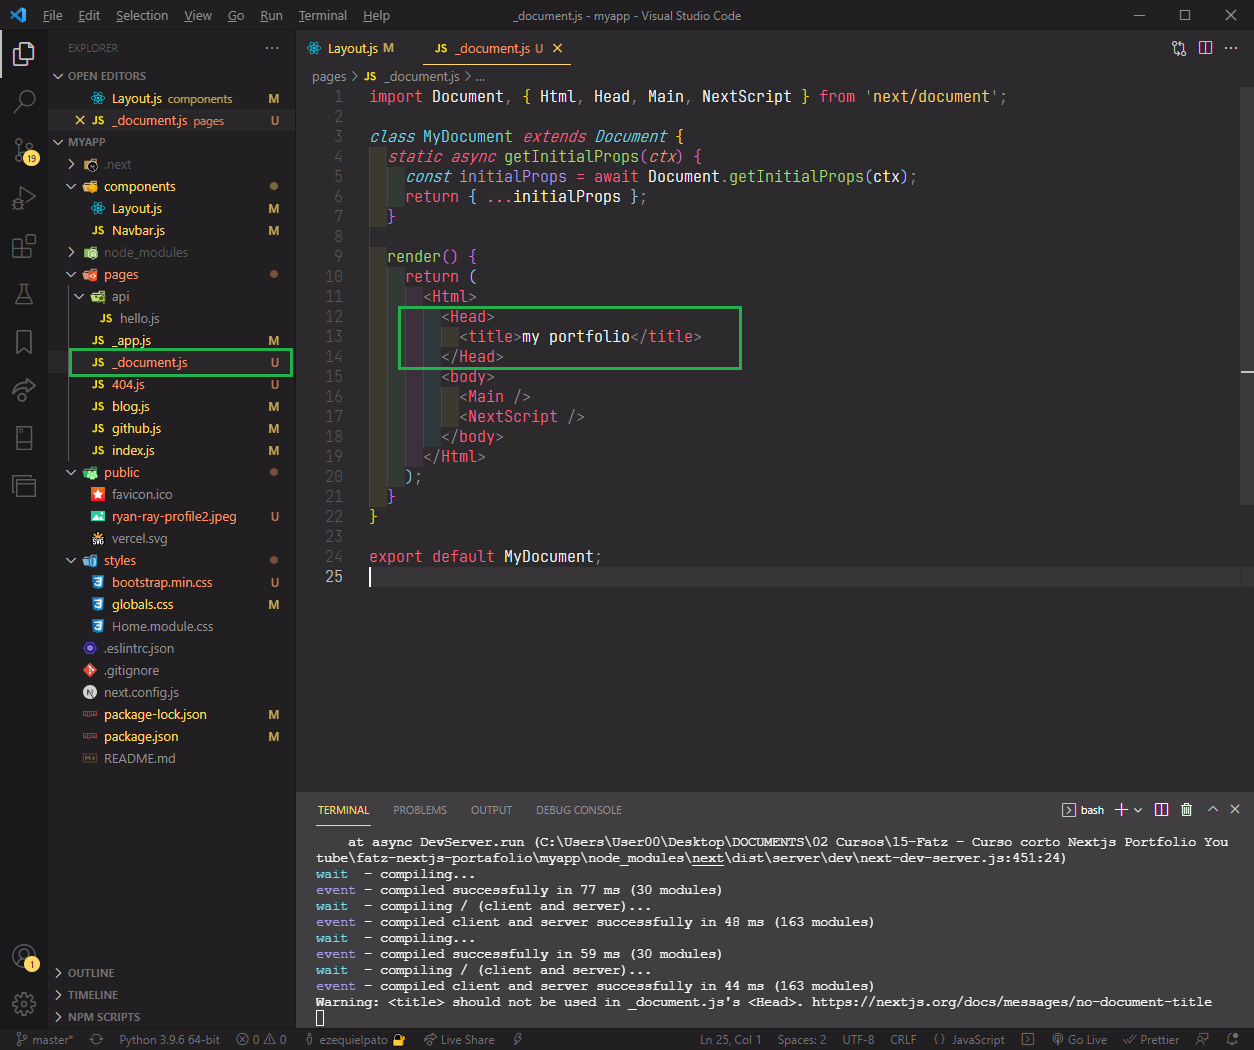 File Edit Selection View Go Run Terminal Help _document.js - myapp - Visual Studio Code
EXPLORER ...
OPEN EDITORS
Layout.js components M
_document.js pages U
MYAPP
.next
components
Layout.js M
Navbar.js M
node_modules
pages
api
hello.js
_app.js M
_document.js U
404.js U
blog.js M
github.js M
index.js M
public
favicon.ico
ryan-ray-profile2.jpeg U
vercel.svg
styles
bootstrap.min.css U
globals.css M
Home.module.css
.eslintrc.json
.gitignore
next.config.js
package-lock.json M
package.json M
README.md
OUTLINE
TIMELINE
NPM SCRIPTS
19
1
Layout.js M JS _document.js U
pages > JS _document.js > ...
1 import Document, { Html, Head, Main, NextScript } from 'next/document';
2
3 class MyDocument extends Document {
4 static async getInitialProps(ctx) {
5 const initialProps = await Document.getInitialProps(ctx);
6 return { ...initialProps };
7 }
8
9 render() {
10 return (
11 <Html>
12 <Head>
13 <title>my portfolio</title>
14 </Head>
15 <body>
16 <Main />
17 <NextScript />
18 </body>
19 </Html>
20 );
21 }
22 }
23
24 export default MyDocument;
25
TERMINAL PROBLEMS OUTPUT DEBUG CONSOLE bash
at async DevServer.run (C:\Users\User00\Desktop\DOCUMENTS\02 Cursos\15-Fatz - Curso corto Nextjs Portfolio You
tube\fatz-nextjs-portafolio\myapp\node_modules\next\dist\server\dev\next-dev-server.js:451:24)
wait - compiling...
event - compiled successfully in 77 ms (30 modules)
wait - compiling / (client and server)...
event - compiled client and server successfully in 48 ms (163 modules)
wait - compiling...
event - compiled successfully in 59 ms (30 modules)
wait - compiling / (client and server)...
event - compiled client and server successfully in 44 ms (163 modules)
Warning: <title> should not be used in _document.js's <Head>. https://nextjs.org/docs/messages/no-document-title
master* Python 3.9.6 64-bit 0 0 ezequielpato Live Share Ln 25, Col 1 Spaces: 2 UTF-8 CRLF { } JavaScript Go Live Prettier